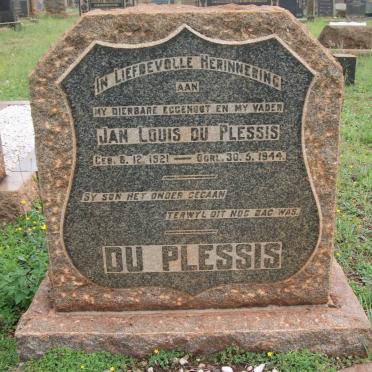 IN LIEFDEVOLLE HERINNERING
AAN
MY DIERBARE EGGENOOT EN MY VADER
JAN LOUIS DU PLESSIS
GEB. 6. 12. 1921 — OORL. 30. 5. 1944.
SY SON HET ONDER GEGAAN
TERWYL DIT NOG DAG WAS.
DU PLESSIS